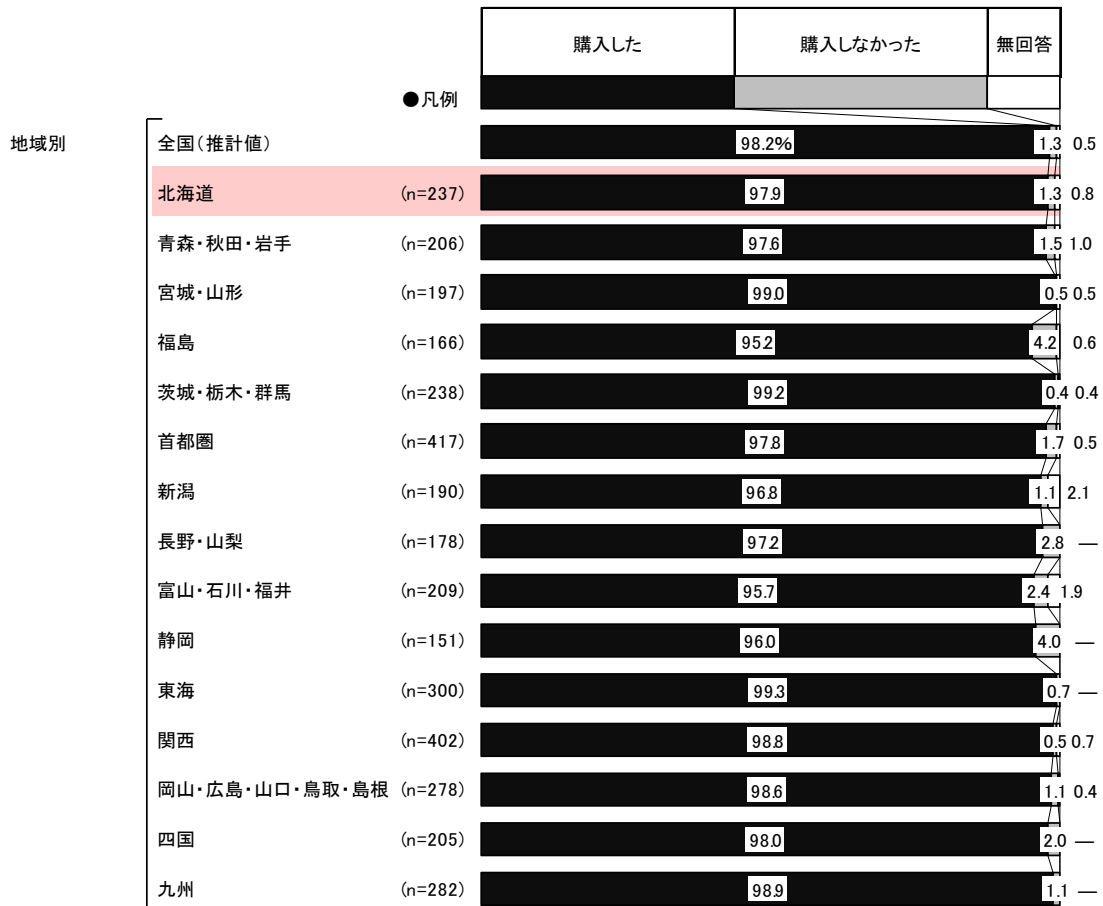 購入した 購入しなかった 無回答
●凡例
地域別 全国(推計値) 98.2% 1.3 0.5
北海道 (n=237) 97.9 1.3 0.8
青森・秋田・岩手 (n=206) 97.6 1.5 1.0
宮城・山形 (n=197) 99.0 0.5 0.5
福島 (n=166) 95.2 4.2 0.6
茨城・栃木・群馬 (n=238) 99.2 0.4 0.4
首都圏 (n=417) 97.8 1.7 0.5
新潟 (n=190) 96.8 1.1 2.1
長野・山梨 (n=178) 97.2 2.8 —
富山・石川・福井 (n=209) 95.7 2.4 1.9
静岡 (n=151) 96.0 4.0 —
東海 (n=300) 99.3 0.7 —
関西 (n=402) 98.8 0.5 0.7
岡山・広島・山口・鳥取・島根 (n=278) 98.6 1.1 0.4
四国 (n=205) 98.0 2.0 —
九州 (n=282) 98.9 1.1 —